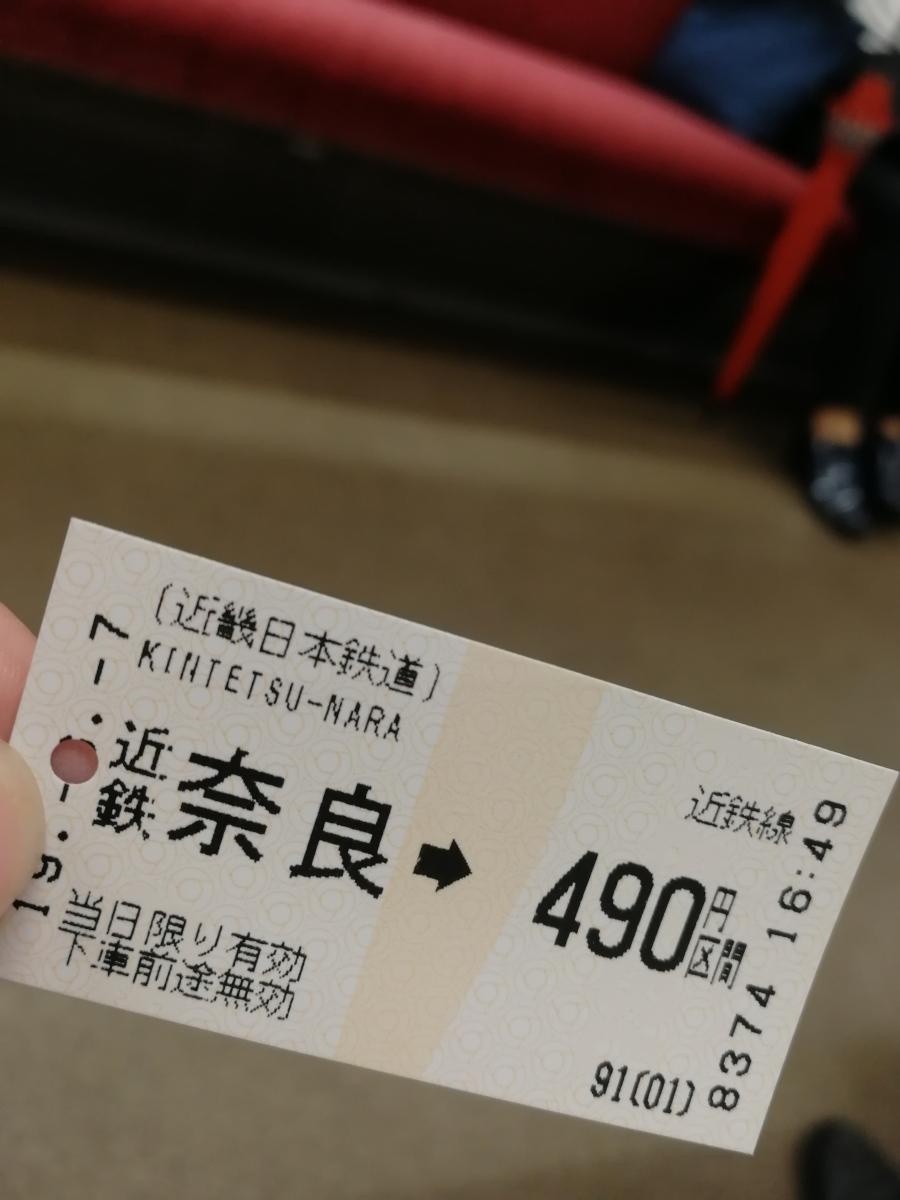 (近畿日本鉄道)
KINTETSU-NARA
近鉄 奈良 ➡
近鉄線
490円区間
当日限り有効
下車前途無効
91(01)
8374 16:49
19.-
.-7